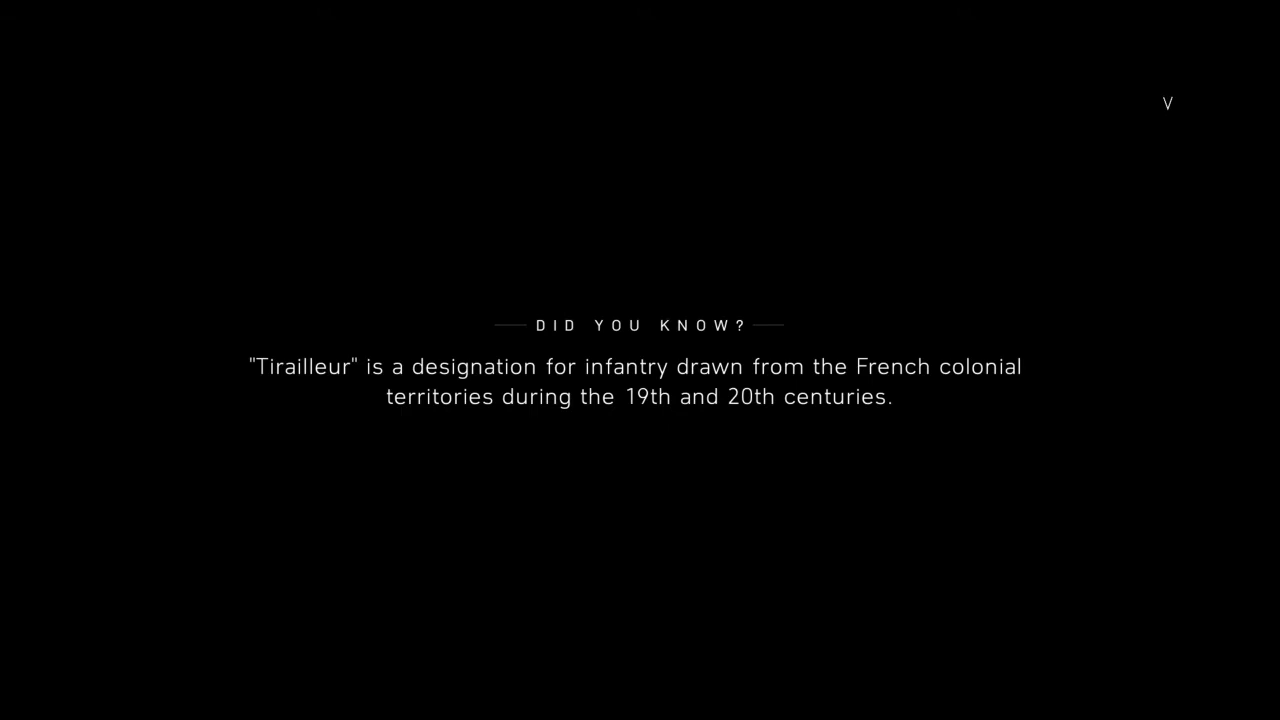 V
DID YOU KNOW?
"Tirailleur" is a designation for infantry drawn from the French colonial
territories during the 19th and 20th centuries.